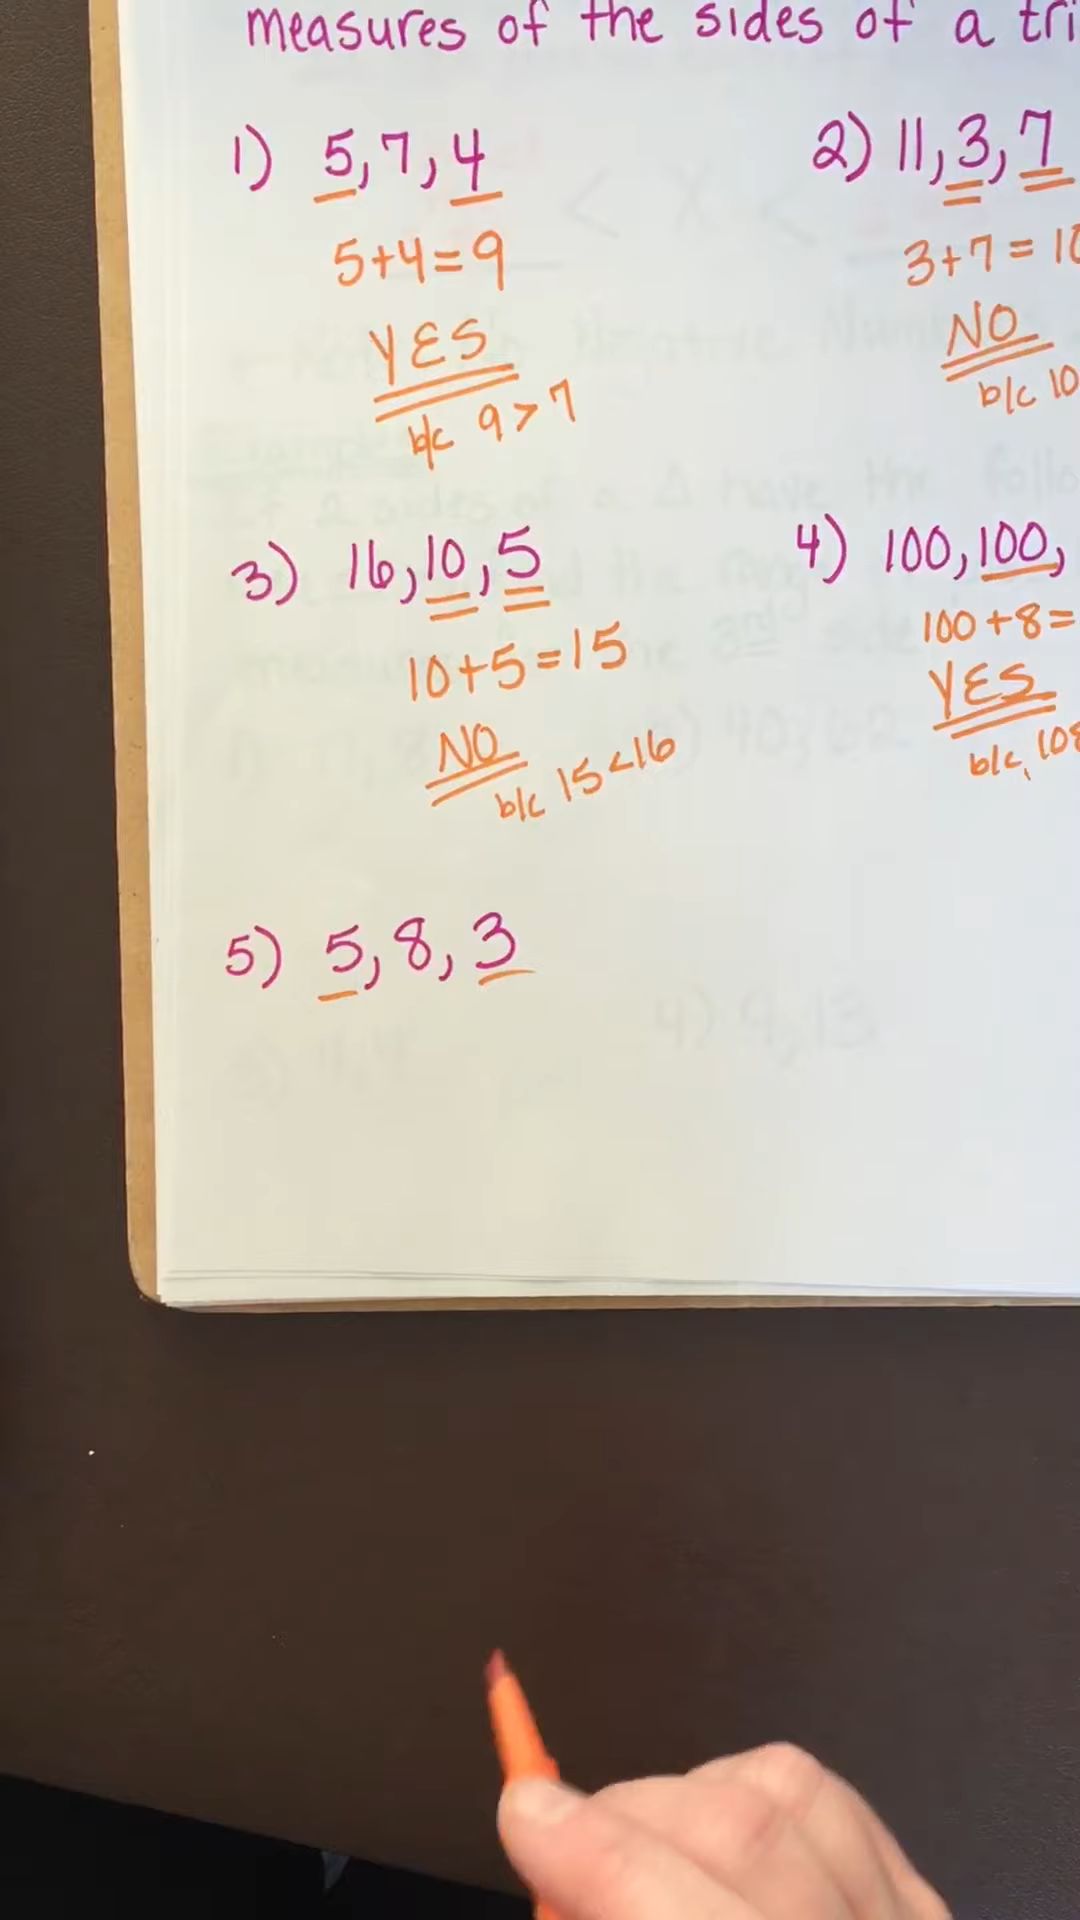 measures of the sides of a tri
1) 5, 7, 4
5+4=9
YES
b/c 9 > 7
2) 11, 3, 7
3+7=10
NO
b/c 10
3) 16, 10, 5
10+5=15
NO
b/c 15<16
4) 100, 100,
100+8=
YES
b/c 108
5) 5, 8, 3